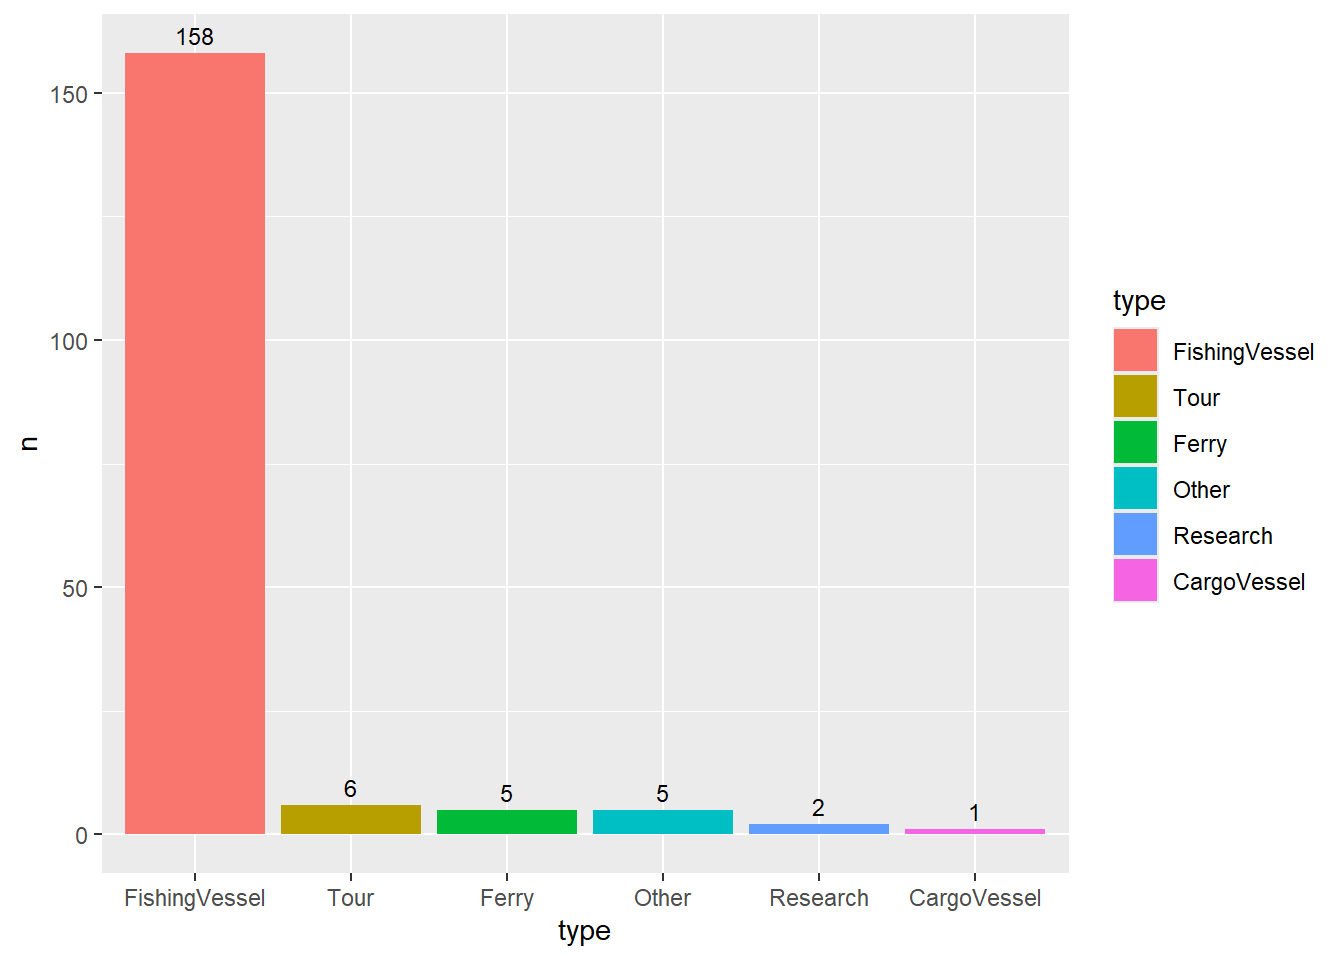 158
6
5
5
2
1
150
100
50
0
n
FishingVessel
Tour
Ferry
Other
Research
CargoVessel
type
type
FishingVessel
Tour
Ferry
Other
Research
CargoVessel